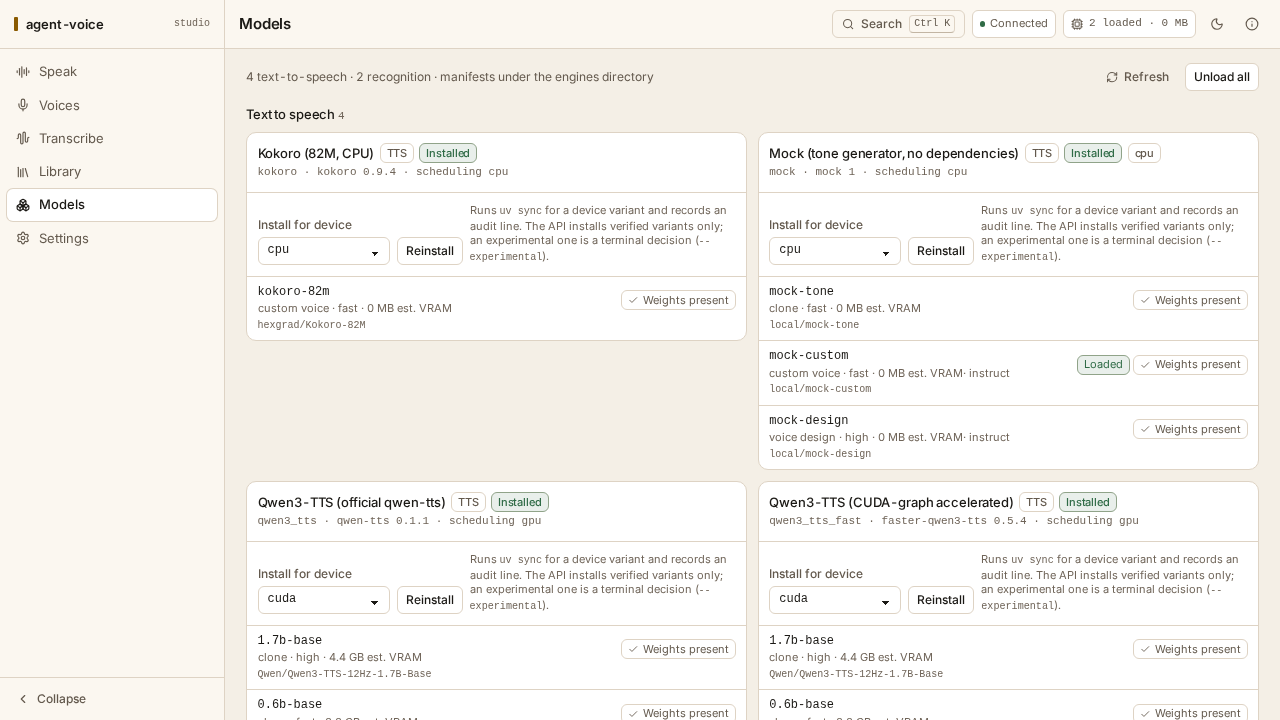 agent-voice
studio
Models
Search
Ctrl K
Connected
2 loaded · 0 MB
Speak
Voices
Transcribe
Library
Models
Settings
Collapse
4 text-to-speech · 2 recognition · manifests under the engines directory
Refresh
Unload all
Text to speech 4
Kokoro (82M, CPU)
TTS
Installed
kokoro · kokoro 0.9.4 · scheduling cpu
Install for device
cpu
Reinstall
Runs uv sync for a device variant and records an
audit line. The API installs verified variants only;
an experimental one is a terminal decision (--
experimental).
kokoro-82m
custom voice · fast · 0 MB est. VRAM
hexgrad/Kokoro-82M
Weights present
Mock (tone generator, no dependencies)
TTS
Installed
cpu
mock · mock 1 · scheduling cpu
Install for device
cpu
Reinstall
Runs uv sync for a device variant and records an
audit line. The API installs verified variants only;
an experimental one is a terminal decision (--
experimental).
mock-tone
clone · fast · 0 MB est. VRAM
local/mock-tone
Weights present
mock-custom
custom voice · fast · 0 MB est. VRAM · instruct
local/mock-custom
Loaded
Weights present
mock-design
voice design · high · 0 MB est. VRAM · instruct
local/mock-design
Weights present
Qwen3-TTS (official qwen-tts)
TTS
Installed
qwen3_tts · qwen-tts 0.1.1 · scheduling gpu
Install for device
cuda
Reinstall
Runs uv sync for a device variant and records an
audit line. The API installs verified variants only;
an experimental one is a terminal decision (--
experimental).
1.7b-base
clone · high · 4.4 GB est. VRAM
Qwen/Qwen3-TTS-12Hz-1.7B-Base
Weights present
0.6b-base
Weights present
Qwen3-TTS (CUDA-graph accelerated)
TTS
Installed
qwen3_tts_fast · faster-qwen3-tts 0.5.4 · scheduling gpu
Install for device
cuda
Reinstall
Runs uv sync for a device variant and records an
audit line. The API installs verified variants only;
an experimental one is a terminal decision (--
experimental).
1.7b-base
clone · high · 4.4 GB est. VRAM
Qwen/Qwen3-TTS-12Hz-1.7B-Base
Weights present
0.6b-base
Weights present